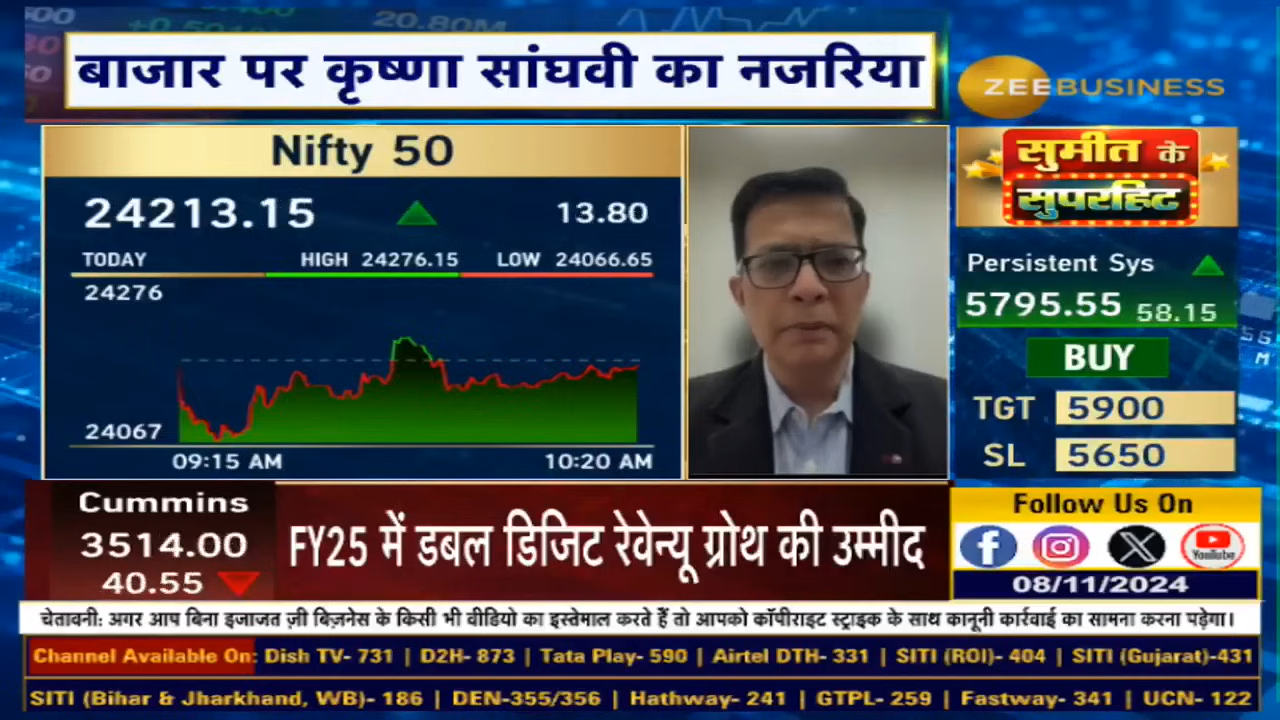 बाजार पर कृष्णा सांघवी का नजरिया
ZEEBUSINESS
20.80M
Nifty 50
24213.15 13.80
TODAY HIGH 24276.15 LOW 24066.65
24276
24067
09:15 AM 10:20 AM
सुमीत के
सुपरहिट
Persistent Sys
5795.55 58.15
BUY
TGT 5900
SL 5650
Cummins
3514.00
40.55
FY25 में डबल डिजिट रेवेन्यू ग्रोथ की उम्मीद
Follow Us On
YouTube
08/11/2024
चेतावनी: अगर आप बिना इजाजत ज़ी बिज़नेस के किसी भी वीडियो का इस्तेमाल करते हैं तो आपको कॉपीराइट स्ट्राइक के साथ कानूनी कार्रवाई का सामना करना पड़ेगा।
Channel Available On: Dish TV- 731 | D2H- 873 | Tata Play- 590 | Airtel DTH- 331 | SITI (ROI)- 404 | SITI (Gujarat)-431
SITI (Bihar & Jharkhand, WB)- 186 | DEN-355/356 | Hathway- 241 | GTPL- 259 | Fastway- 341 | UCN- 122